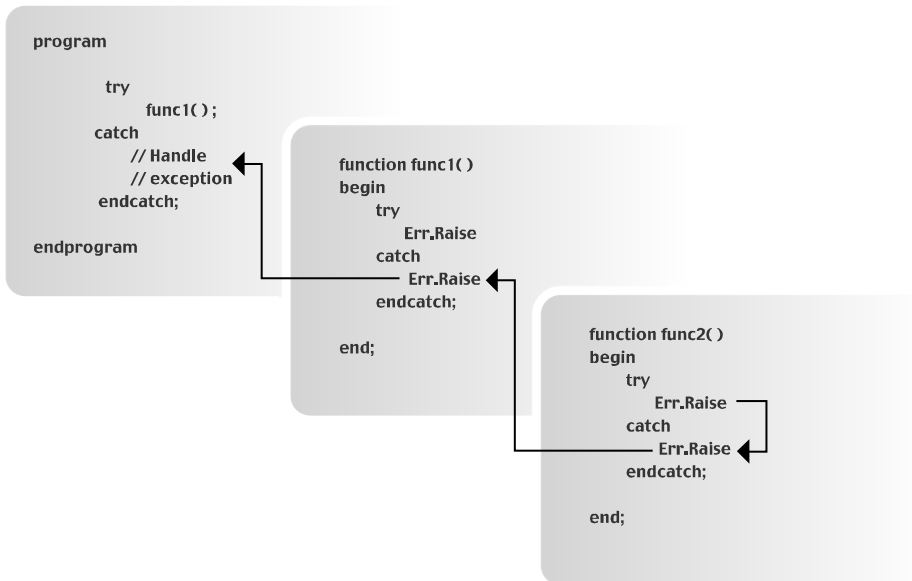 program
try
func1( ) ;
catch
// Handle
// exception
endcatch;
endprogram
function func1( )
begin
try
Err.Raise
catch
Err.Raise
endcatch;
end;
function func2( )
begin
try
Err.Raise
catch
Err.Raise
endcatch;
end;